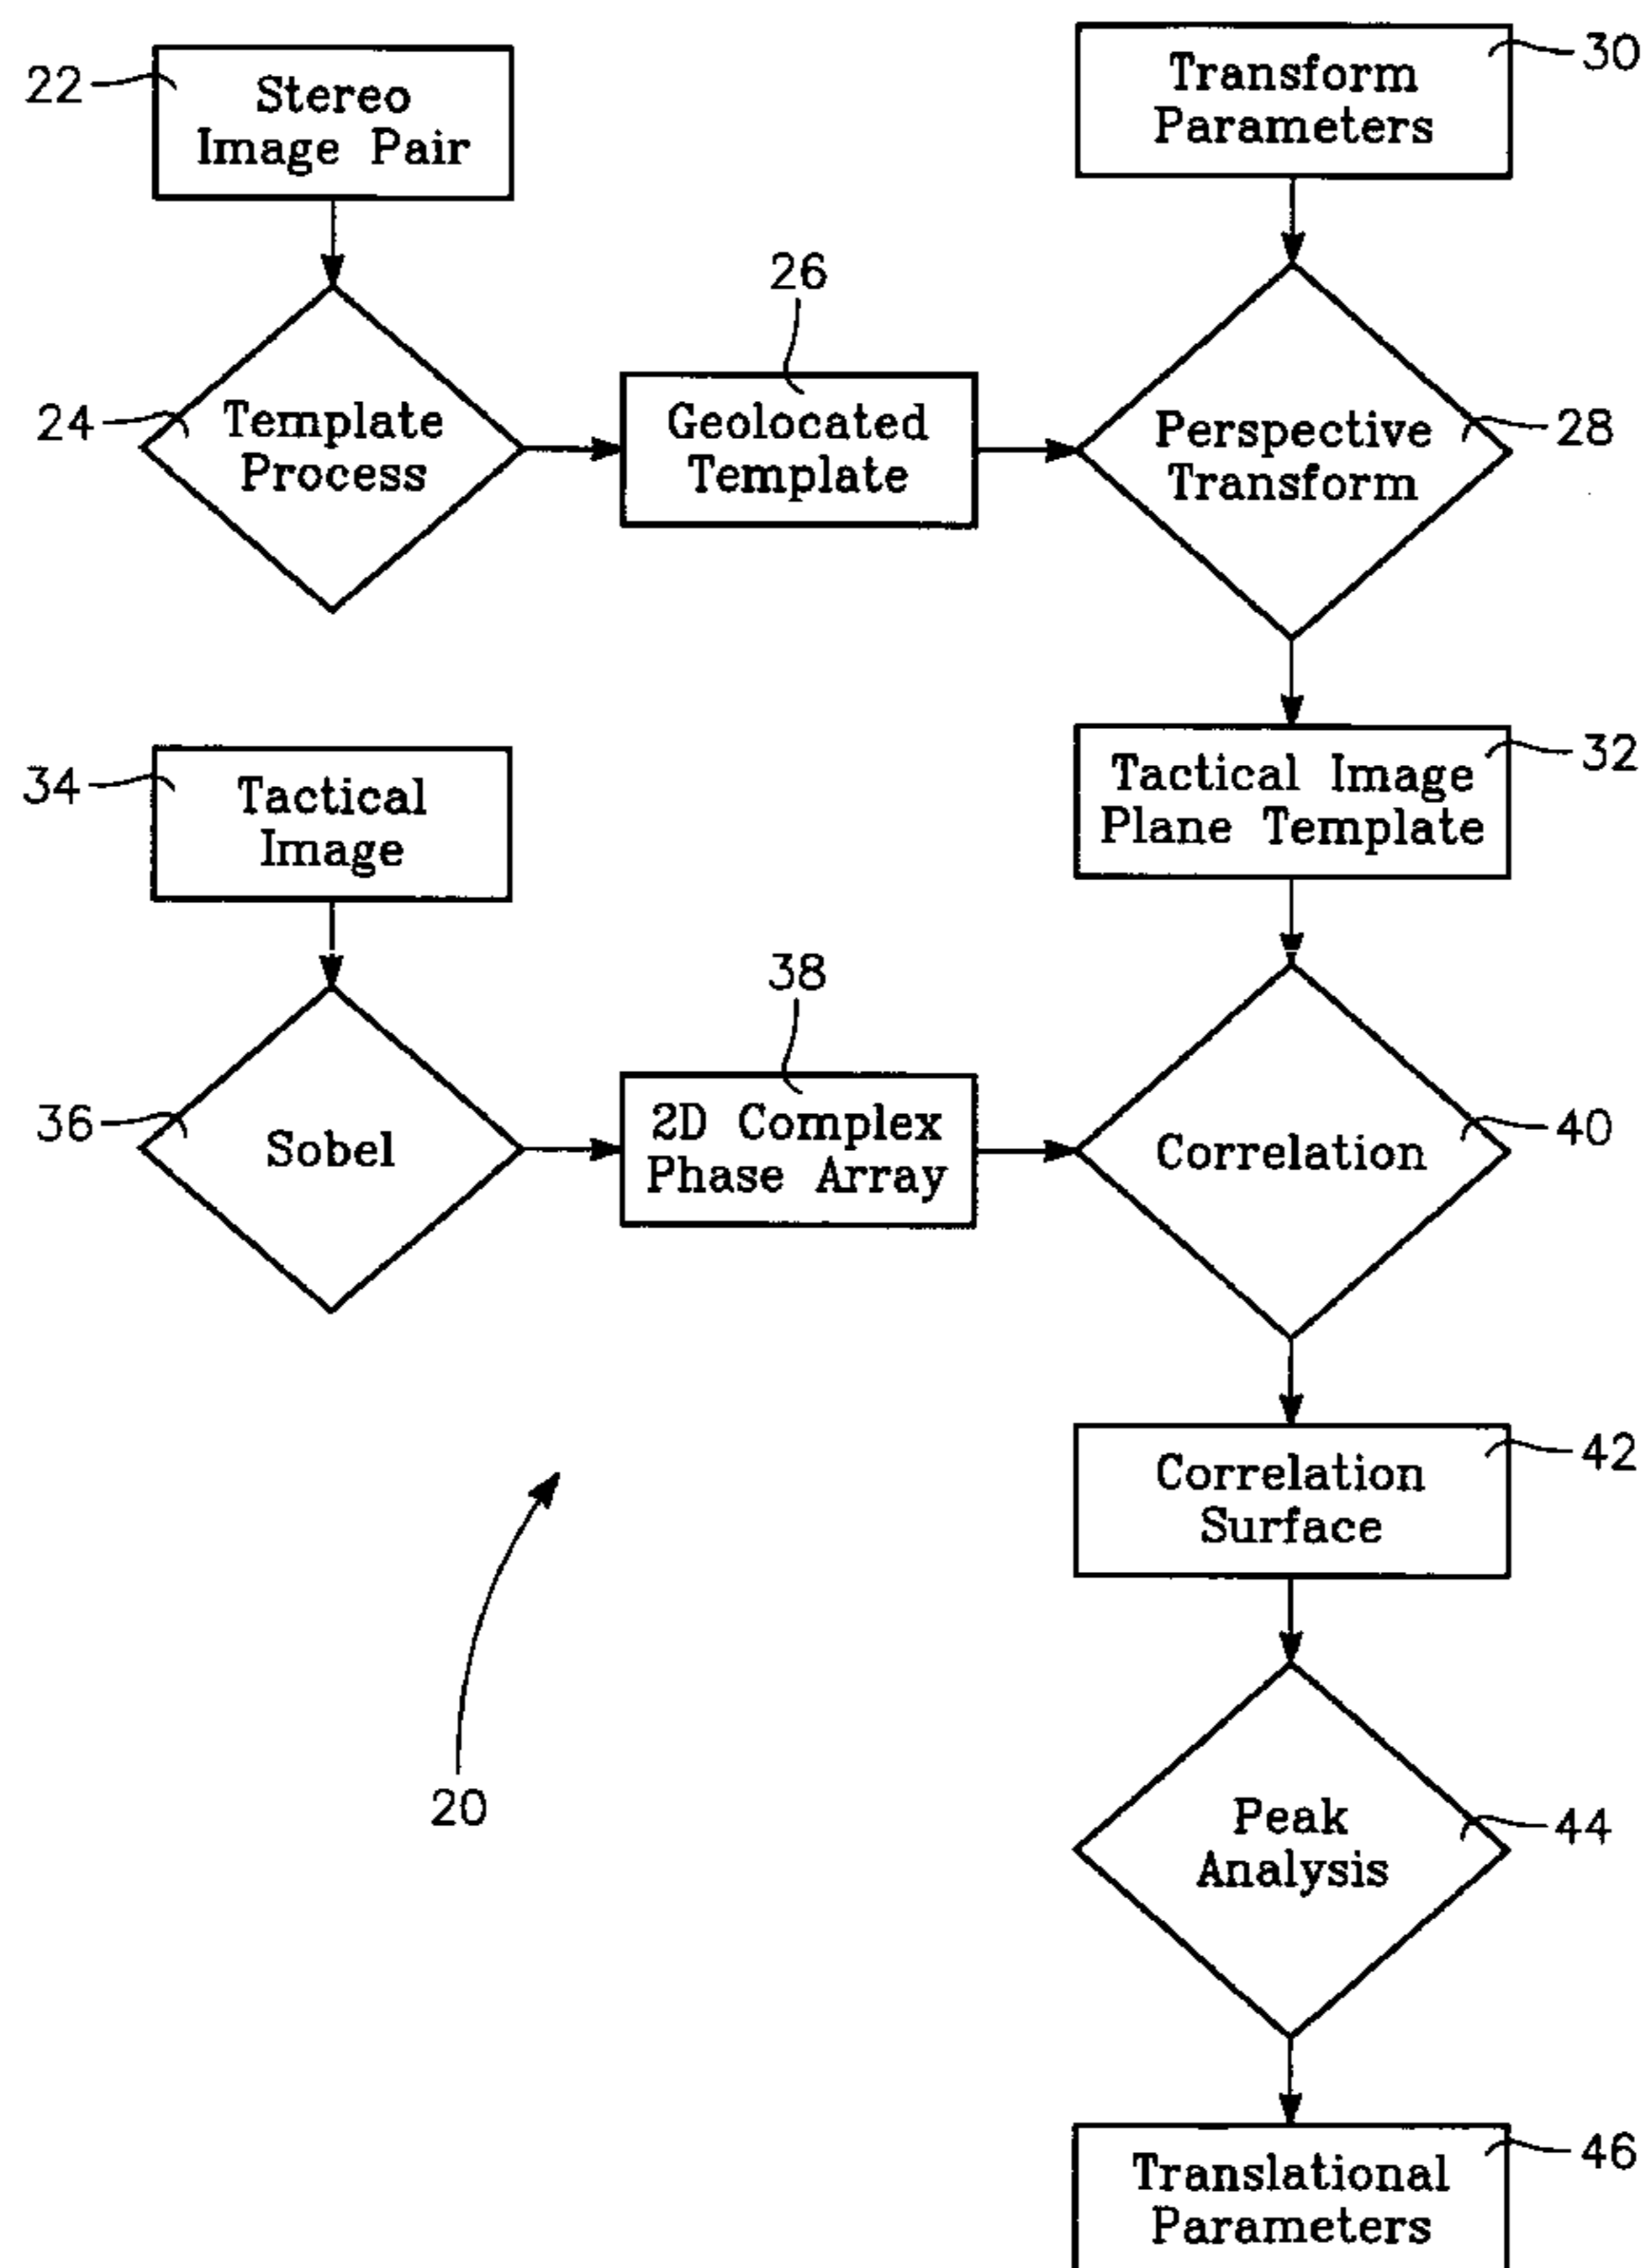 22
Stereo
Image Pair
30
Transform
Parameters
24
Template
Process
26
Geolocated
Template
28
Perspective
Transform
32
Tactical Image
Plane Template
34
Tactical
Image
36
Sobel
38
2D Complex
Phase Array
40
Correlation
42
Correlation
Surface
20
44
Peak
Analysis
46
Translational
Parameters